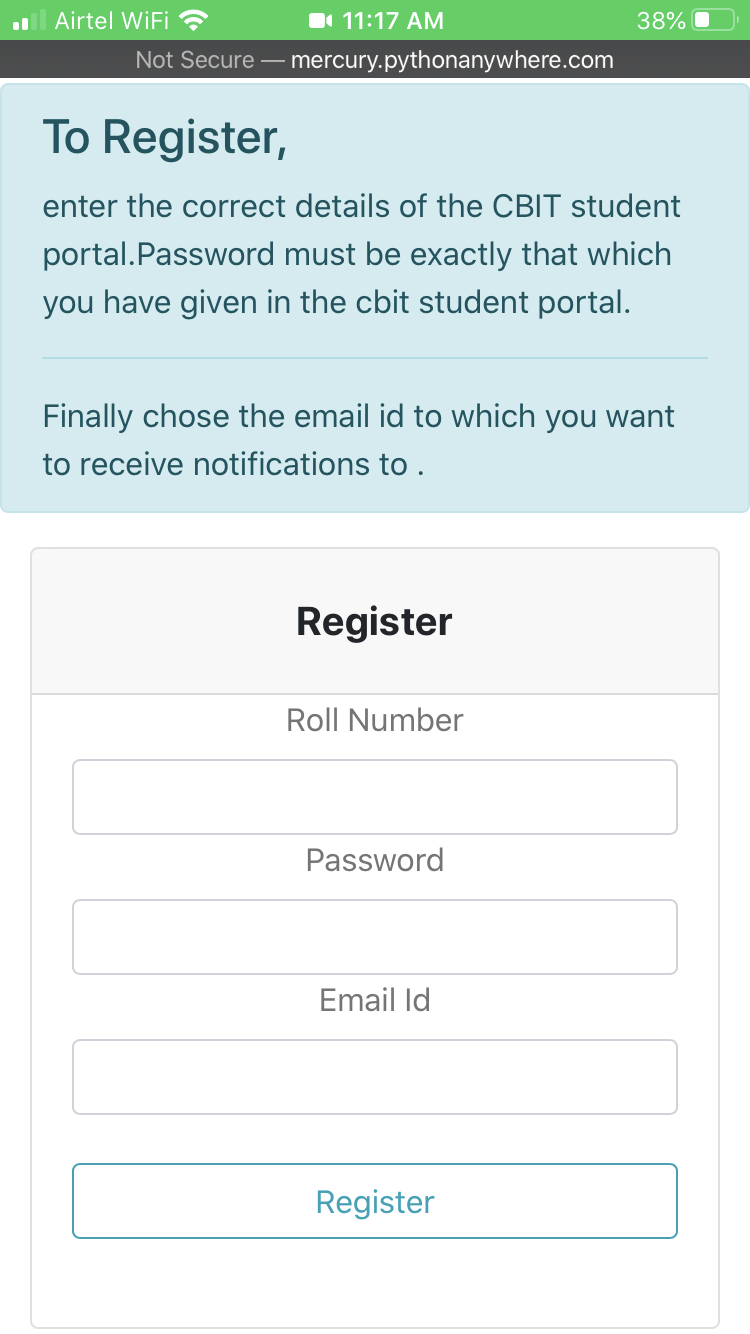 Airtel WiFi 11:17 AM 38%
Not Secure — mercury.pythonanywhere.com
To Register,
enter the correct details of the CBIT student
portal.Password must be exactly that which
you have given in the cbit student portal.
Finally chose the email id to which you want
to receive notifications to .
Register
Roll Number
Password
Email Id
Register